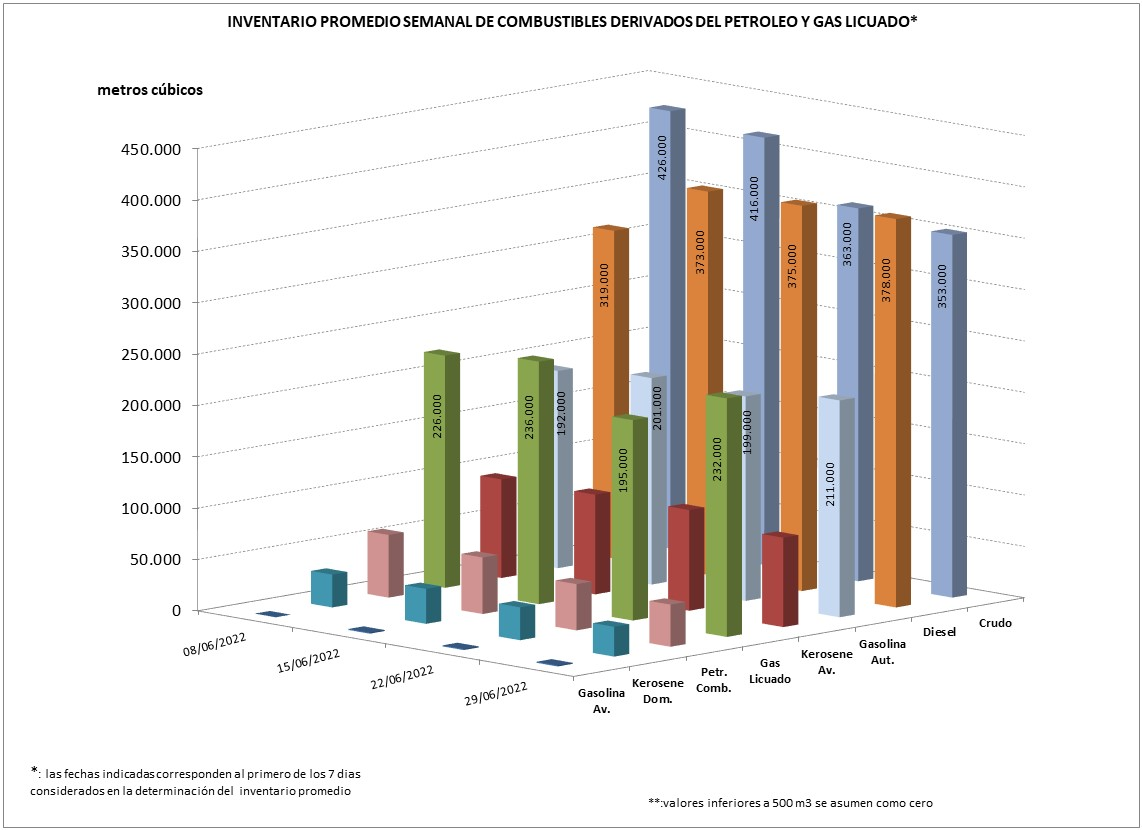 INVENTARIO PROMEDIO SEMANAL DE COMBUSTIBLES DERIVADOS DEL PETROLEO Y GAS LICUADO*
metros cúbicos
450.000
400.000
350.000
300.000
250.000
200.000
150.000
100.000
50.000
0
426.000
416.000
363.000
353.000
319.000
373.000
375.000
378.000
192.000
201.000
199.000
211.000
226.000
236.000
195.000
232.000
08/06/2022
15/06/2022
22/06/2022
29/06/2022
Gasolina
Av.
Kerosene
Dom.
Petr.
Comb.
Gas
Licuado
Kerosene
Av.
Gasolina
Aut.
Diesel
Crudo
*: las fechas indicadas corresponden al primero de los 7 dias
considerados en la determinación del inventario promedio
**:valores inferiores a 500 m3 se asumen como cero